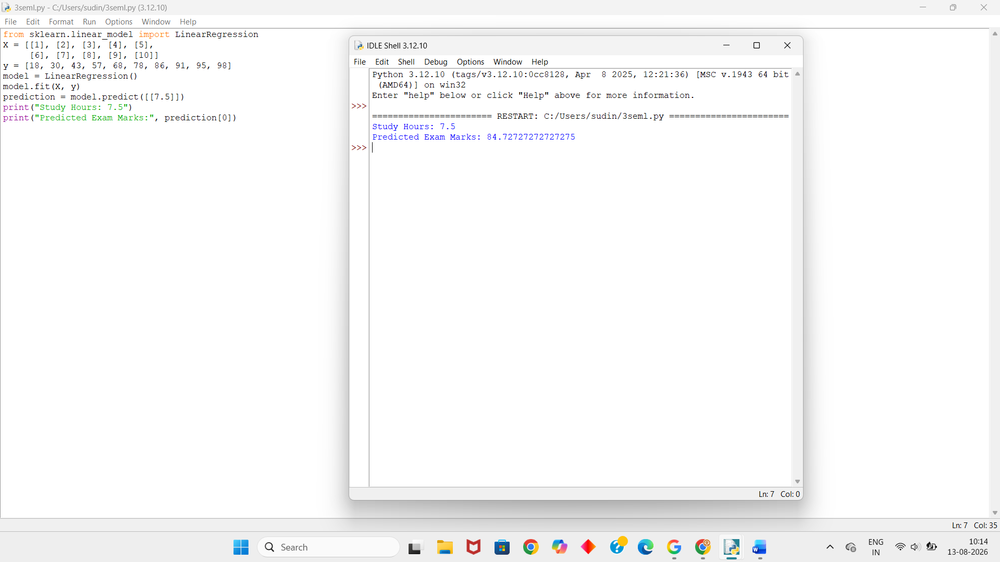 3seml.py - C:/Users/sudin/3seml.py (3.12.10)
File Edit Format Run Options Window Help
from sklearn.linear_model import LinearRegression
X = [[1], [2], [3], [4], [5],
[6], [7], [8], [9], [10]]
y = [18, 30, 43, 57, 68, 78, 86, 91, 95, 98]
model = LinearRegression()
model.fit(X, y)
prediction = model.predict([[7.5]])
print("Study Hours: 7.5")
print("Predicted Exam Marks:", prediction[0])
IDLE Shell 3.12.10
File Edit Shell Debug Options Window Help
Python 3.12.10 (tags/v3.12.10:0cc8128, Apr  8 2025, 12:21:36) [MSC v.1943 64 bit
(AMD64)] on win32
Enter "help" below or click "Help" above for more information.
>>>
======================= RESTART: C:/Users/sudin/3seml.py =======================
Study Hours: 7.5
Predicted Exam Marks: 84.72727272727275
>>>
Ln: 7 Col: 0
Ln: 7 Col: 35
Search
ENG
IN
10:14
13-08-2026